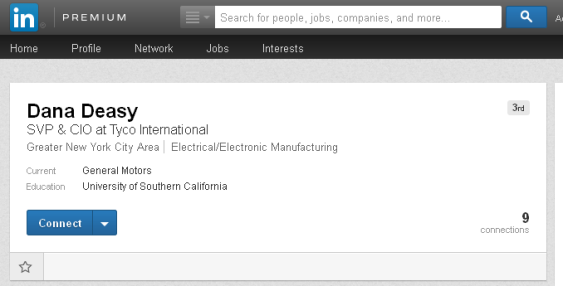 in PREMIUM
Search for people, jobs, companies, and more...
Home Profile Network Jobs Interests
Dana Deasy
3rd
SVP & CIO at Tyco International
Greater New York City Area | Electrical/Electronic Manufacturing
Current General Motors
Education University of Southern California
Connect
9
connections